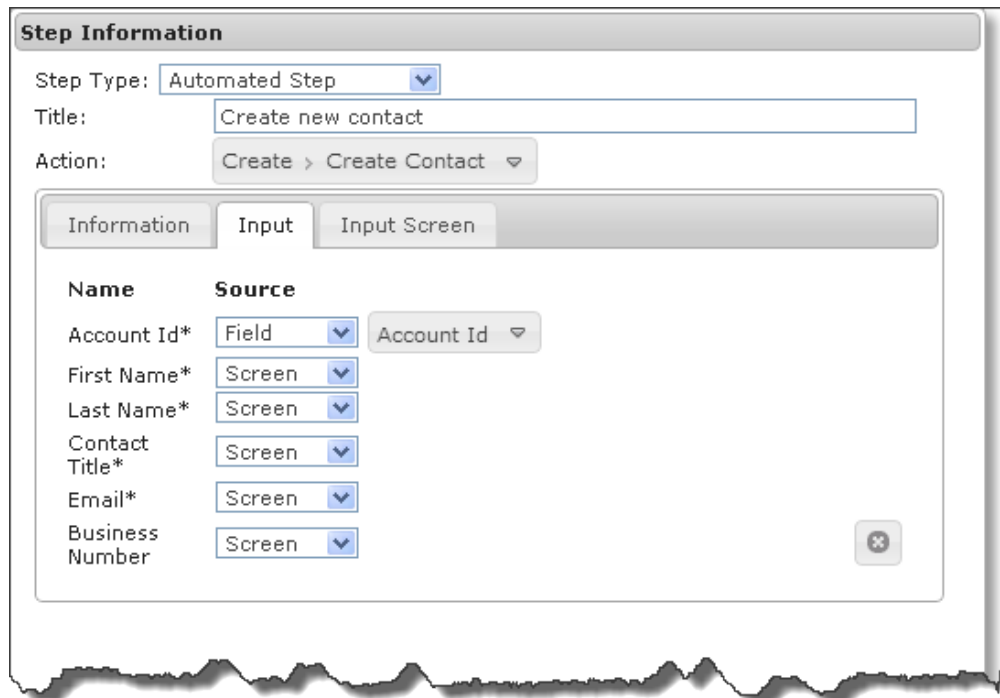 Step Information
Step Type: Automated Step
Title: Create new contact
Action: Create > Create Contact
Information Input Input Screen
Name Source
Account Id* Field Account Id
First Name* Screen
Last Name* Screen
Contact
Title* Screen
Email* Screen
Business
Number Screen